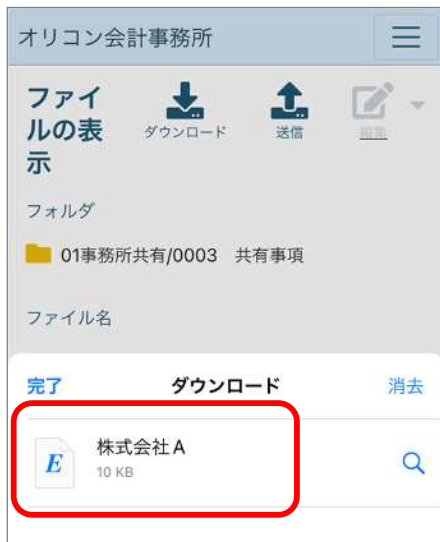 オリコン会計事務所
ファイ
ルの表
示
ダウンロード
送信
編集
フォルダ
01事務所共有/0003　共有事項
ファイル名
完了
ダウンロード
消去
E
株式会社A
10 KB